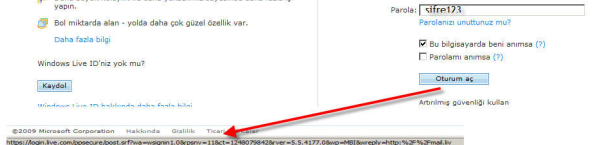 yapın.
Bol miktarda alan - yolda daha çok güzel özellik var.
Daha fazla bilgi
Windows Live ID'niz yok mu?
Kaydol
Windows Live ID hakkında daha fazla bilgi
Parola: sifre123
Parolanızı unuttunuz mu?
Bu bilgisayarda beni anımsa (?)
Parolamı anımsa (?)
Oturum aç
Artırılmış güvenliği kullan
©2009 Microsoft Corporation Hakkında Gizlilik
https://login.live.com/ppsecure/post.srf?wa=wsignin1.0&rpsnv=11&ct=1248079842&rver=5.5.4177.0&wp=MBI&wreply=http:%2F%2Fmail.liv